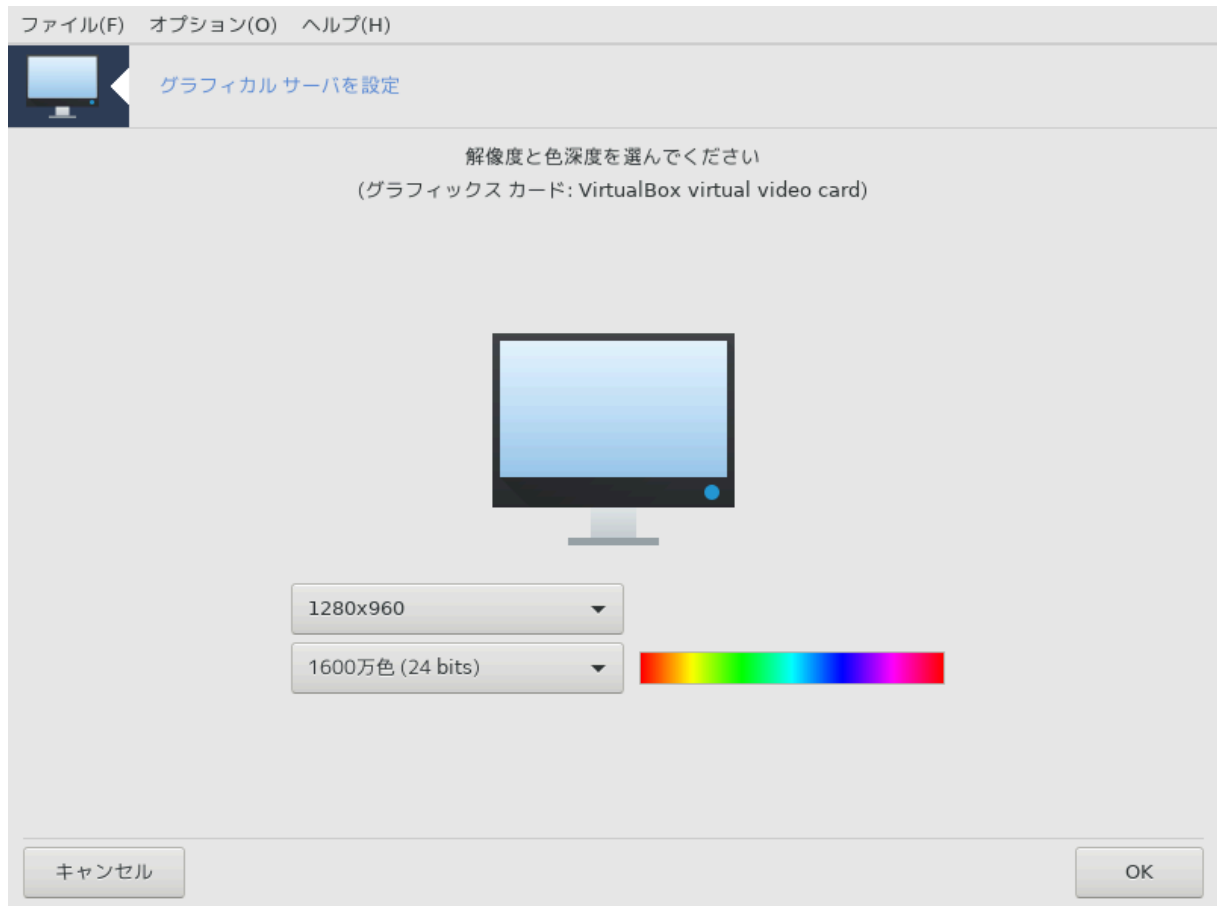 ファイル(F) オプション(O) ヘルプ(H)
グラフィカル サーバを設定
解像度と色深度を選んでください
(グラフィックス カード: VirtualBox virtual video card)
1280x960
1600万色 (24 bits)
キャンセル OK